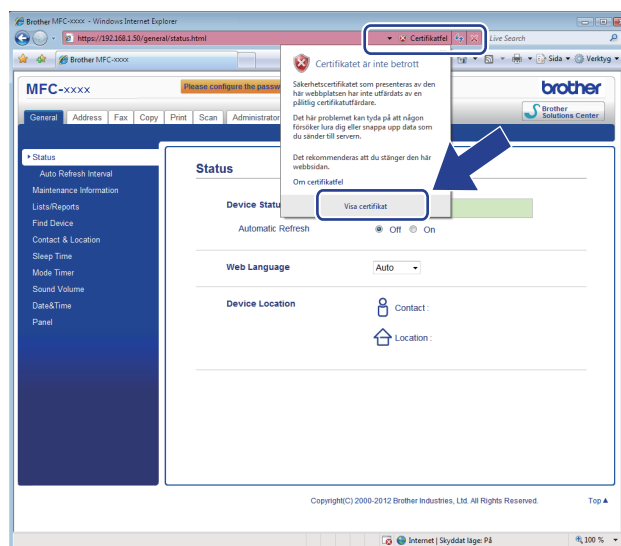 Brother MFC-xxxx - Windows Internet Explorer
https://192.168.1.50/general/status.html
Certifikatfel
Live Search
Brother MFC-xxxx
Sida
Verktyg
MFC-xxxx
Please configure the passw
brother
General Address Fax Copy Print Scan Administrator
Brother
Solutions Center
Certifikatet är inte betrott
Säkerhetscertifikatet som presenteras av den
här webbplatsen har inte utfärdats av en
pålitlig certifikatutfärdare.
Det här problemet kan tyda på att någon
försöker lura dig eller snappa upp data som
du sänder till servern.
Det rekommenderas att du stänger den här
webbsidan.
Om certifikatfel
Visa certifikat
Status
Auto Refresh Interval
Maintenance Information
Lists/Reports
Find Device
Contact & Location
Sleep Time
Mode Timer
Sound Volume
Date&Time
Panel
Status
Device Statu
Automatic Refresh Off On
Web Language Auto
Device Location Contact :
Location :
Copyright(C) 2000-2012 Brother Industries, Ltd. All Rights Reserved. Top▲
Internet | Skyddat läge: På
100 %